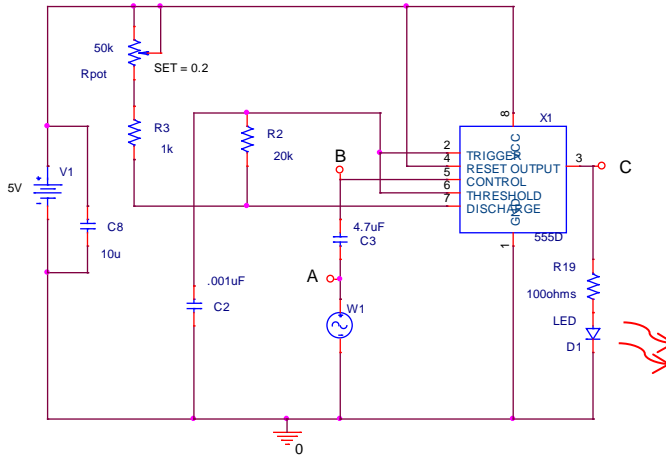 50k
Rpot
SET = 0.2
R3
1k
R2
20k
B
8
X1
VCC
2
TRIGGER
4
RESET OUTPUT
3
C
5
CONTROL
6
THRESHOLD
7
DISCHARGE
GND
1
555D
V1
5V
C8
10u
4.7uF
C3
A
.001uF
C2
W1
R19
100ohms
LED
D1
0